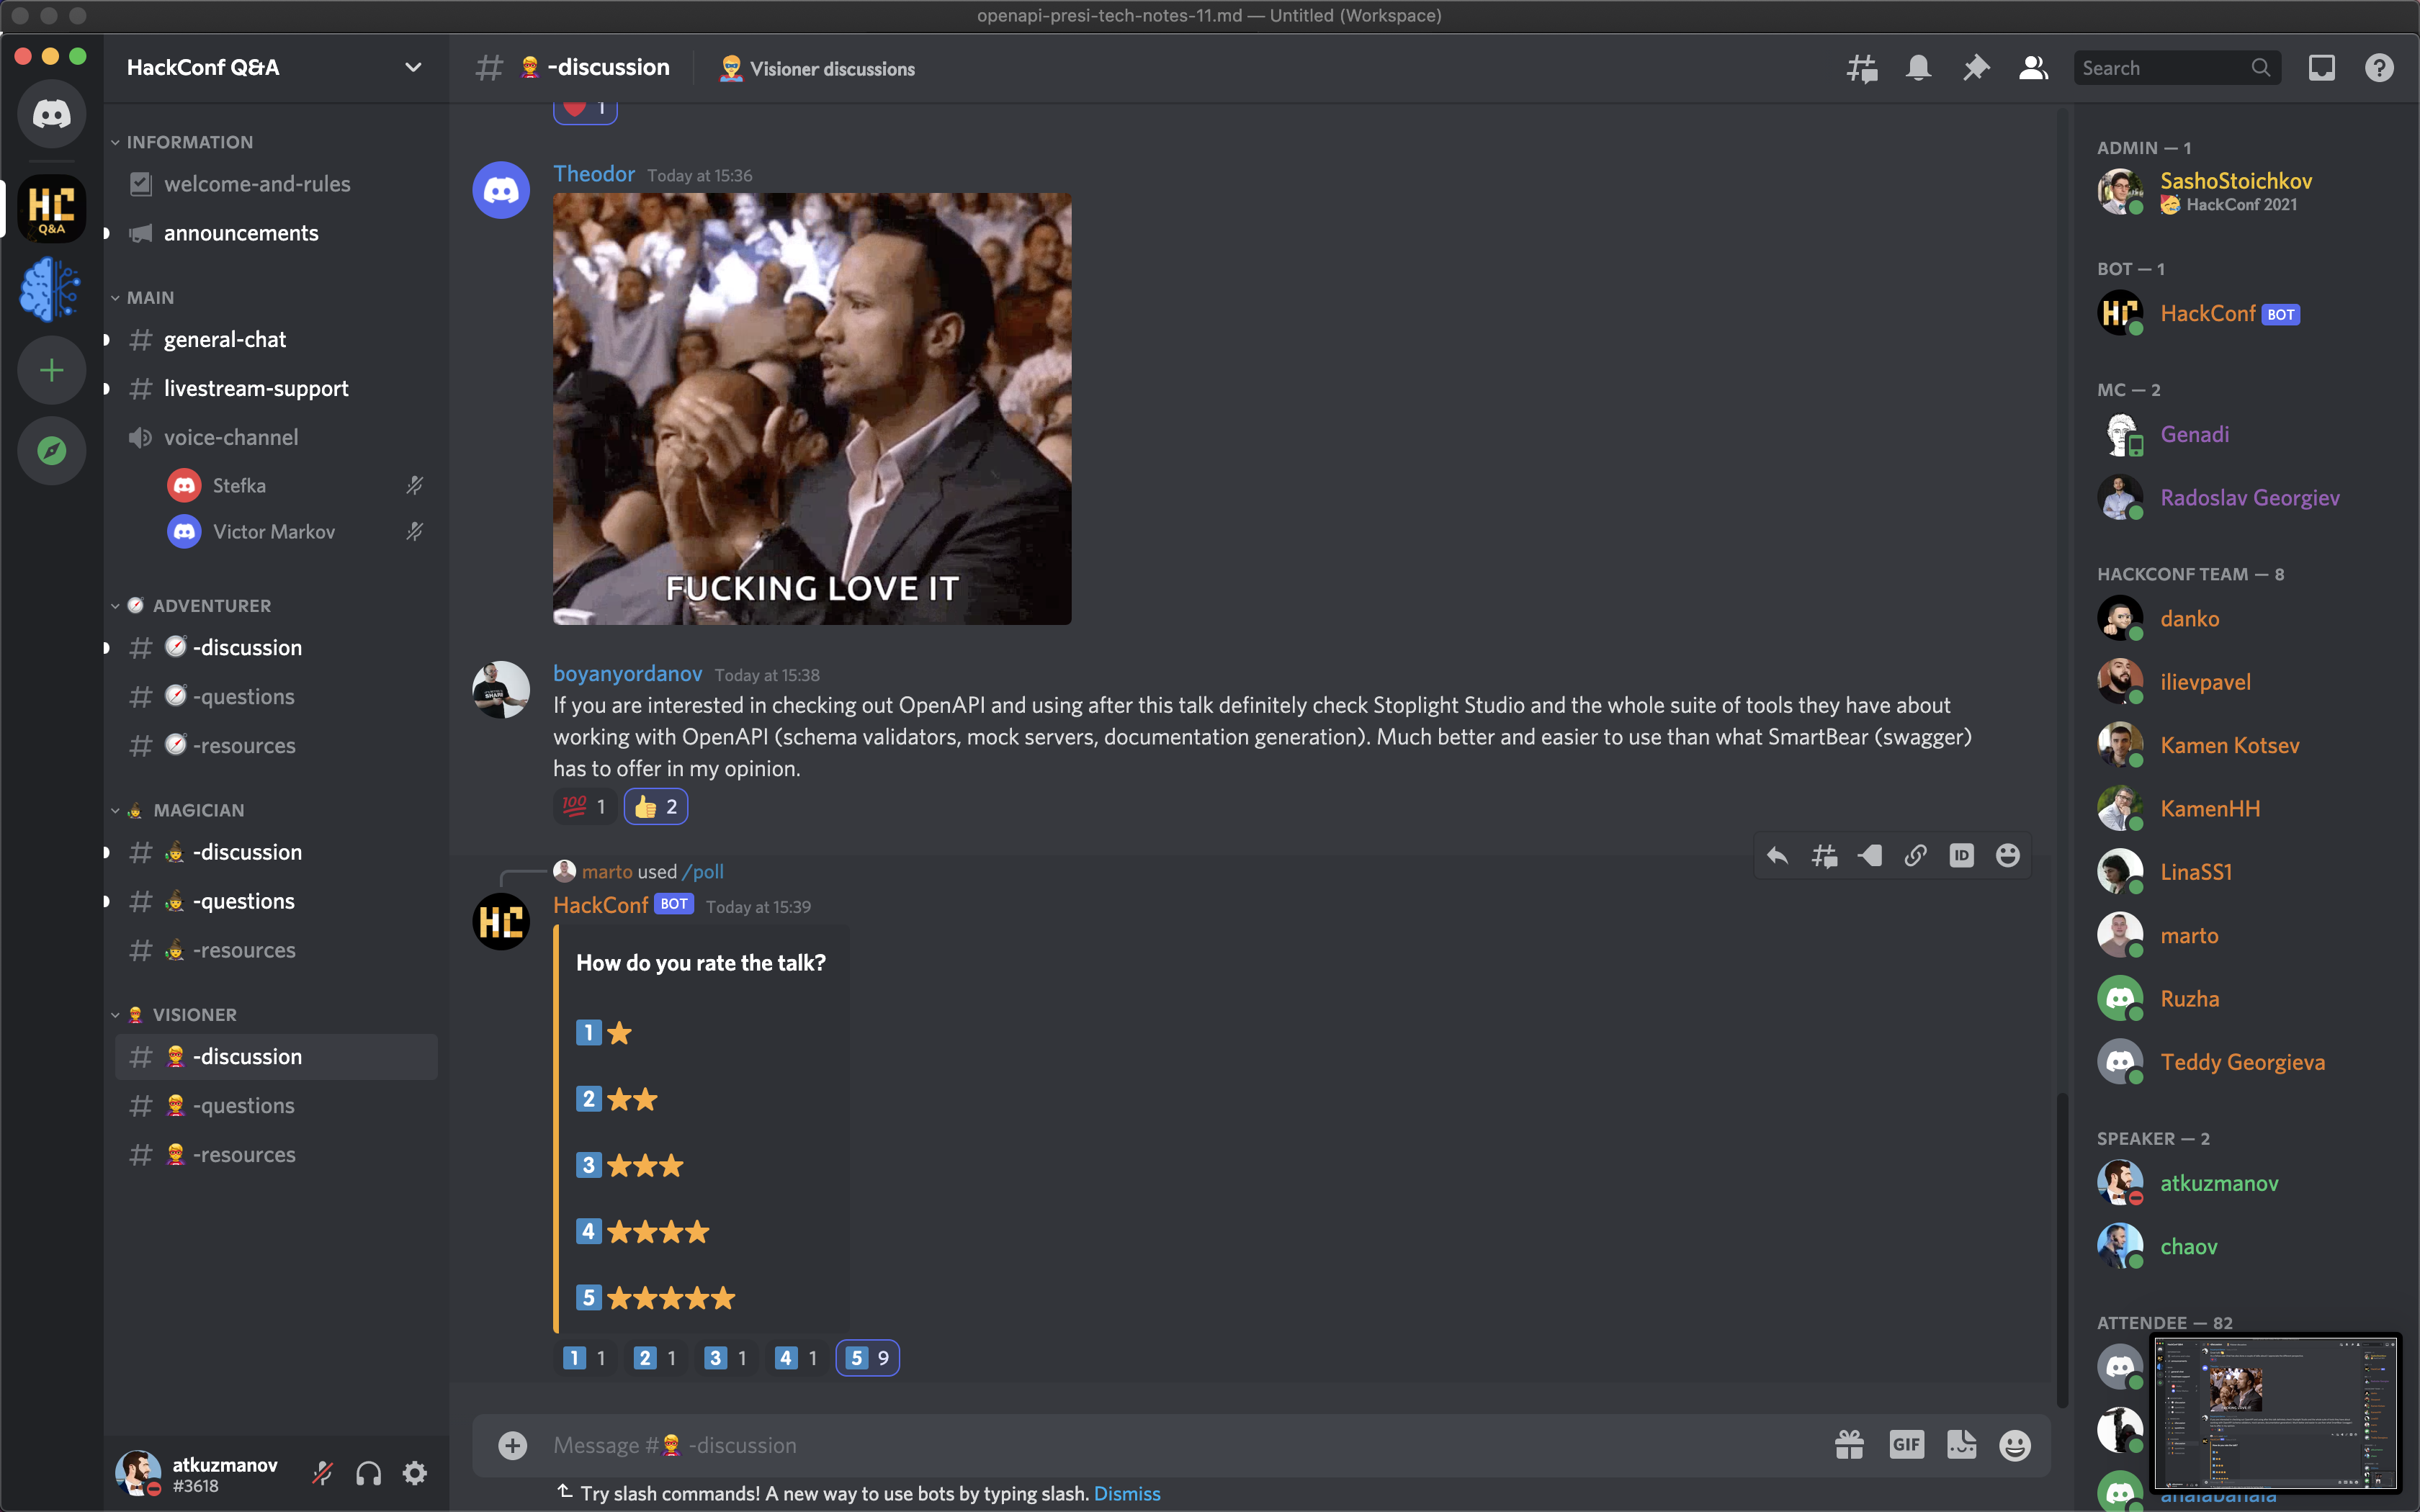 openapi-presi-tech-notes-11.md — Untitled (Workspace)
HackConf Q&A
INFORMATION
welcome-and-rules
announcements
MAIN
general-chat
livestream-support
voice-channel
Stefka
Victor Markov
ADVENTURER
-discussion
-questions
-resources
MAGICIAN
-discussion
-questions
-resources
VISIONER
-discussion
-questions
-resources
atkuzmanov
#3618
HC
Q&A
-discussion
Visioner discussions
Search
1
Theodor Today at 15:36
FUCKING LOVE IT
boyanyordanov Today at 15:38
If you are interested in checking out OpenAPI and using after this talk definitely check Stoplight Studio and the whole suite of tools they have about
working with OpenAPI (schema validators, mock servers, documentation generation). Much better and easier to use than what SmartBear (swagger)
has to offer in my opinion.
100 1 2
marto used /poll
ID
HC
HackConf BOT Today at 15:39
How do you rate the talk?
1
2
3
4
5
1 1 2 1 3 1 4 1 5 9
Message # -discussion
GIF
Try slash commands! A new way to use bots by typing slash. Dismiss
ADMIN — 1
SashoStoichkov
HackConf 2021
BOT — 1
HC
HackConf BOT
MC — 2
Genadi
Radoslav Georgiev
HACKCONF TEAM — 8
danko
ilievpavel
Kamen Kotsev
KamenHH
LinaSS1
marto
Ruzha
Teddy Georgieva
SPEAKER — 2
atkuzmanov
chaov
ATTENDEE — 82